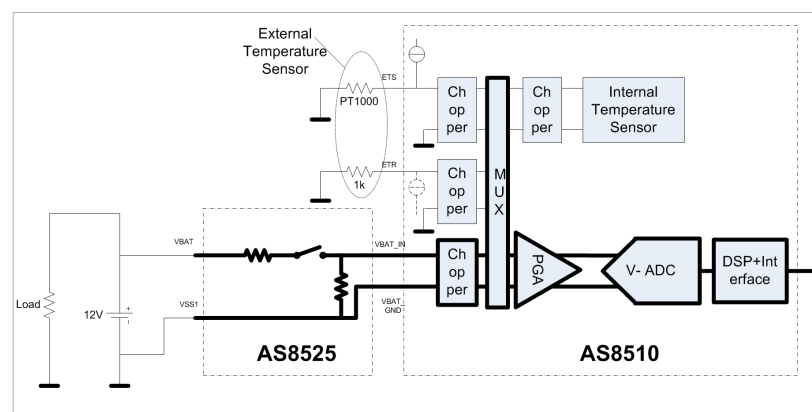 External
Temperature
Sensor
ETS
PT1000
Ch
op
per
Ch
op
per
Internal
Temperature
Sensor
ETR
1k
Ch
op
per
M
U
X
VBAT
VBAT_IN
Ch
op
per
PGA
V- ADC
DSP+Int
erface
Load
12V
+
-
VSS1
VBAT_
GND
AS8525
AS8510